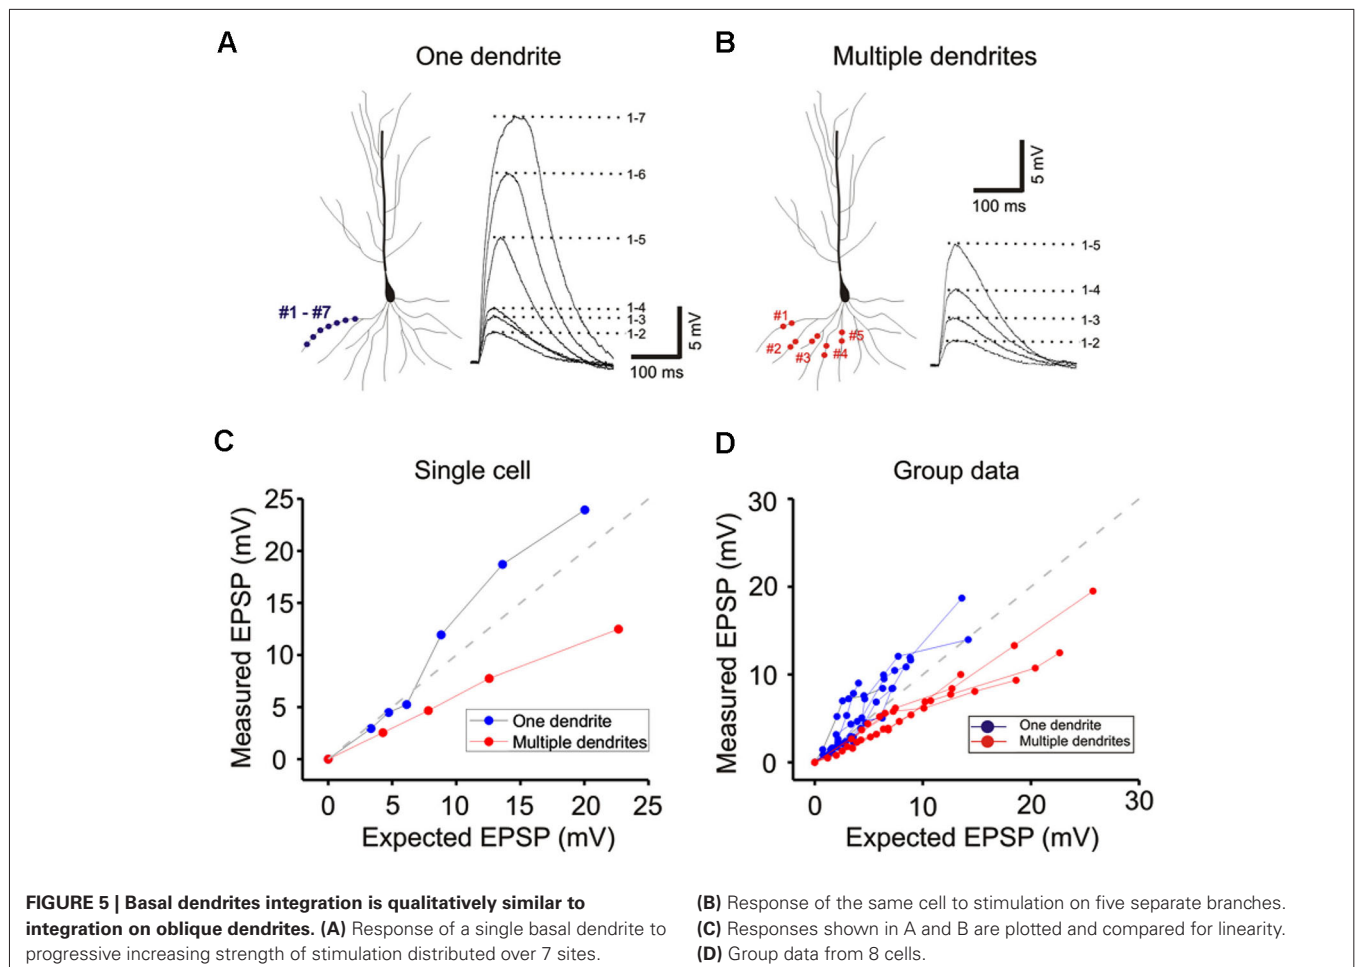 A
One dendrite
1-7
1-6
1-5
1-4
1-3
1-2
#1 - #7
5 mV
100 ms
B
Multiple dendrites
5 mV
100 ms
1-5
1-4
1-3
1-2
#1
#2
#3
#4
#5
C
Single cell
Measured EPSP (mV)
25
20
15
10
5
0
0 5 10 15 20 25
Expected EPSP (mV)
One dendrite
Multiple dendrites
D
Group data
Measured EPSP (mV)
30
20
10
0
0 10 20 30
Expected EPSP (mV)
One dendrite
Multiple dendrites
FIGURE 5 | Basal dendrites integration is qualitatively similar to
integration on oblique dendrites. (A) Response of a single basal dendrite to
progressive increasing strength of stimulation distributed over 7 sites.
(B) Response of the same cell to stimulation on five separate branches.
(C) Responses shown in A and B are plotted and compared for linearity.
(D) Group data from 8 cells.